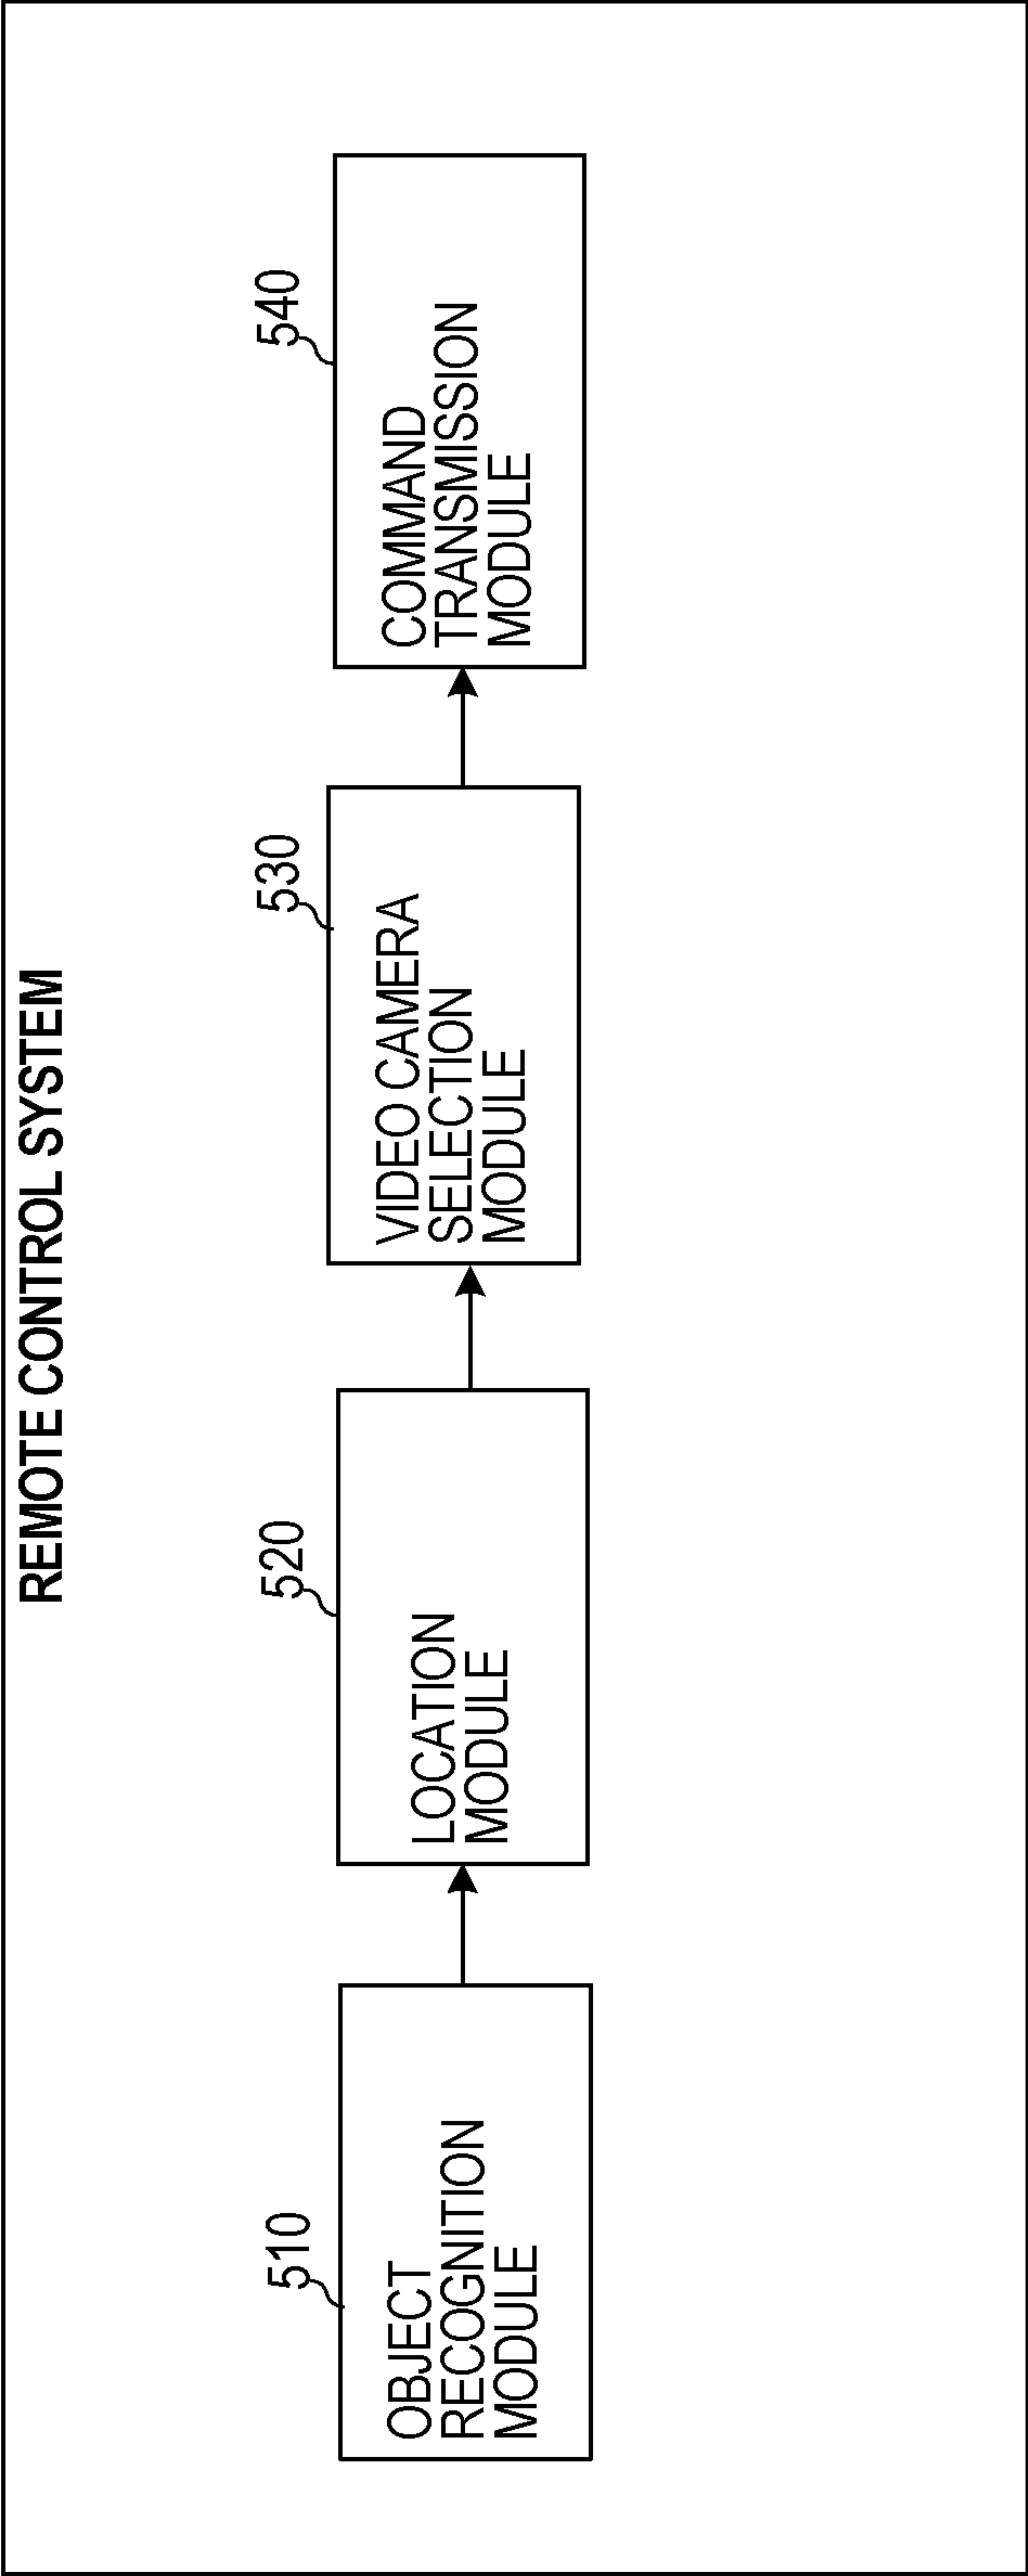 REMOTE CONTROL SYSTEM
510
OBJECT
RECOGNITION
MODULE
520
LOCATION
MODULE
530
VIDEO CAMERA
SELECTION
MODULE
540
COMMAND
TRANSMISSION
MODULE